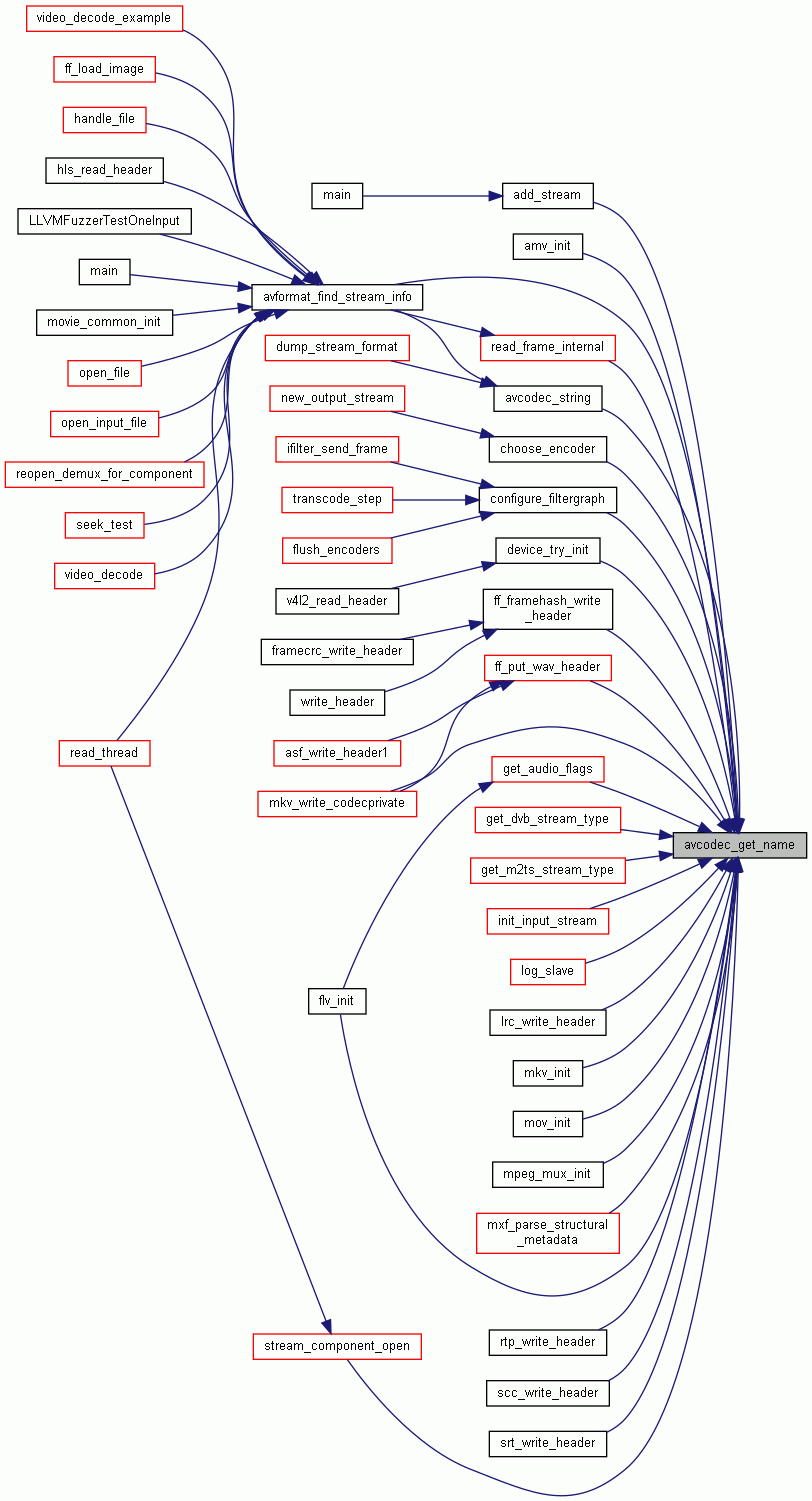 video_decode_example
ff_load_image
handle_file
hls_read_header
LLVMFuzzerTestOneInput
main
movie_common_init
open_file
open_input_file
reopen_demux_for_component
seek_test
video_decode
read_thread
main
avformat_find_stream_info
dump_stream_format
new_output_stream
ifilter_send_frame
transcode_step
flush_encoders
v4l2_read_header
framecrc_write_header
write_header
asf_write_header1
mkv_write_codecprivate
flv_init
stream_component_open
add_stream
amv_init
read_frame_internal
avcodec_string
choose_encoder
configure_filtergraph
device_try_init
ff_framehash_write
_header
ff_put_wav_header
get_audio_flags
get_dvb_stream_type
get_m2ts_stream_type
init_input_stream
log_slave
lrc_write_header
mkv_init
mov_init
mpeg_mux_init
mxf_parse_structural
_metadata
rtp_write_header
scc_write_header
srt_write_header
avcodec_get_name